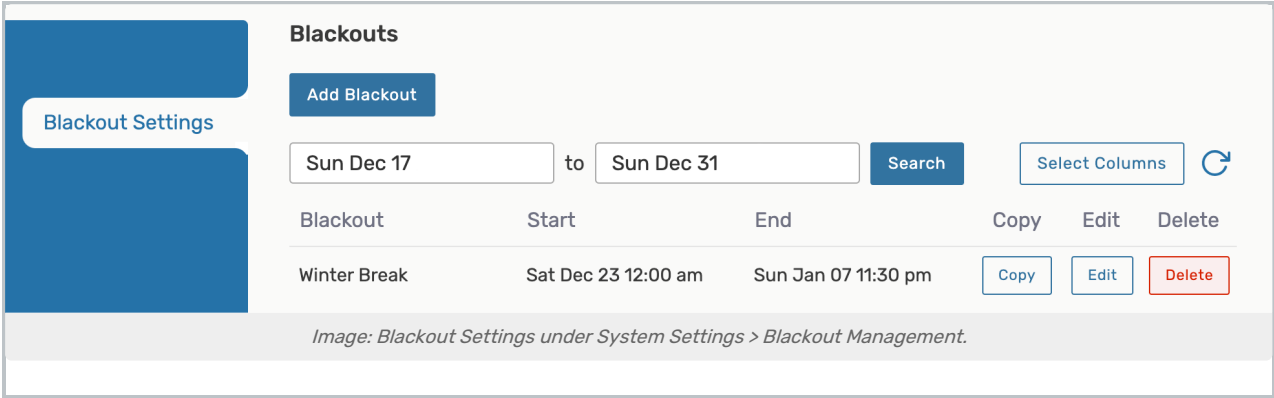 Blackouts
Add Blackout
Blackout Settings
Sun Dec 17 to Sun Dec 31 Search Select Columns
Blackout Start End Copy Edit Delete
Winter Break Sat Dec 23 12:00 am Sun Jan 07 11:30 pm Copy Edit Delete
Image: Blackout Settings under System Settings > Blackout Management.